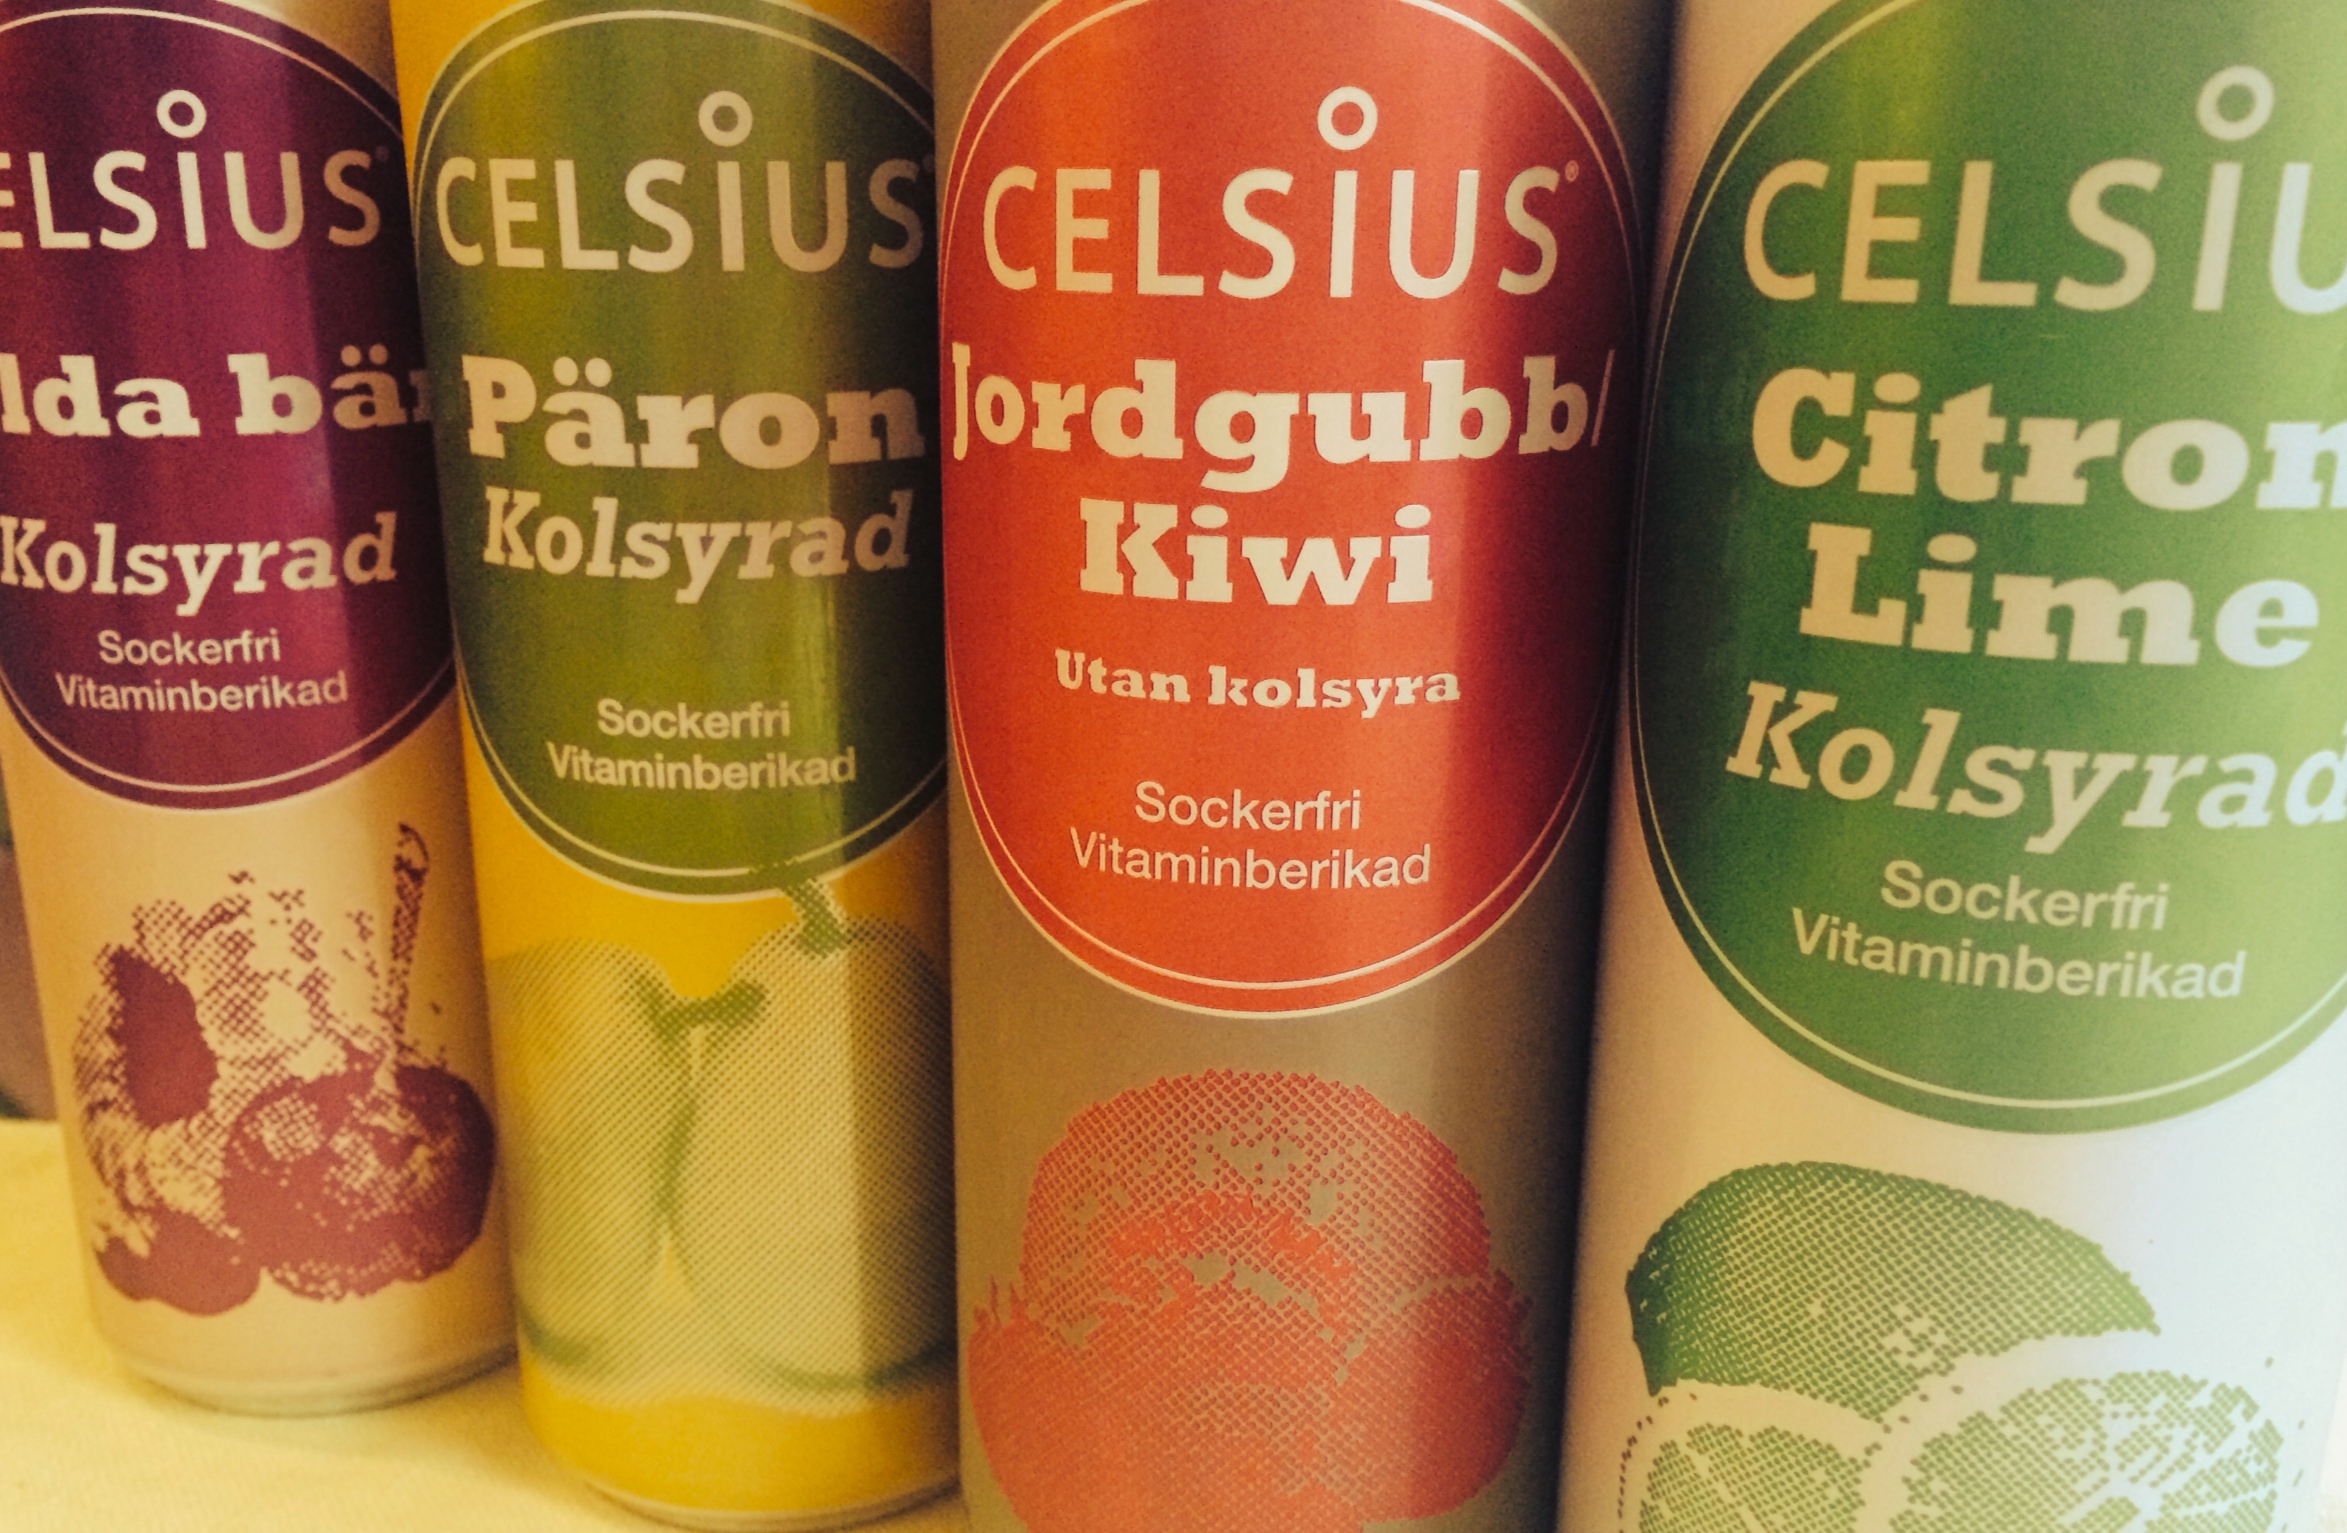 ELSIUS®
lda bär
Kolsyrad
Sockerfri
Vitaminberikad
CELSIUS®
Päron
Kolsyrad
Sockerfri
Vitaminberikad
CELSIUS®
Jordgubb/
Kiwi
Utan kolsyra
Sockerfri
Vitaminberikad
CELSIU
Citron
Lime
Kolsyrad
Sockerfri
Vitaminberikad